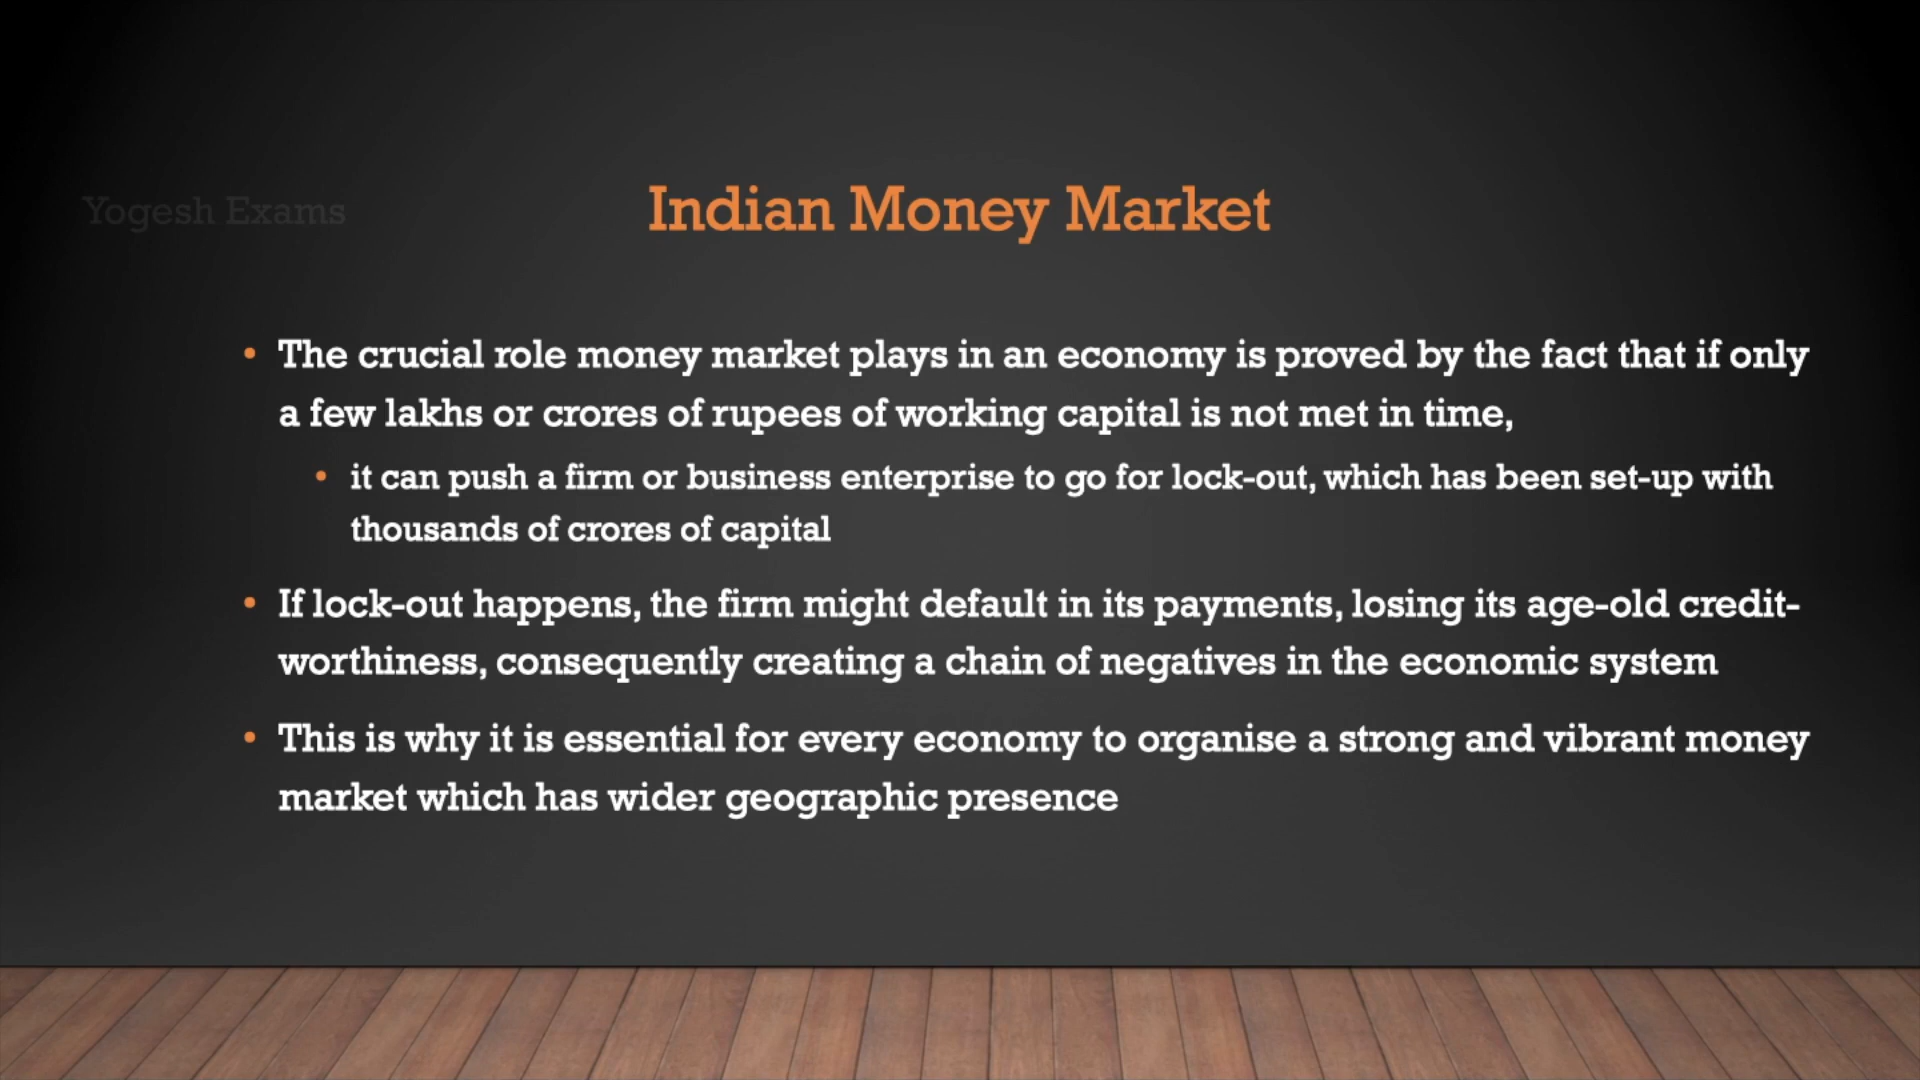 Yogesh Exams
Indian Money Market
• The crucial role money market plays in an economy is proved by the fact that if only
a few lakhs or crores of rupees of working capital is not met in time,
• it can push a firm or business enterprise to go for lock-out, which has been set-up with
thousands of crores of capital
• If lock-out happens, the firm might default in its payments, losing its age-old credit-
worthiness, consequently creating a chain of negatives in the economic system
• This is why it is essential for every economy to organise a strong and vibrant money
market which has wider geographic presence